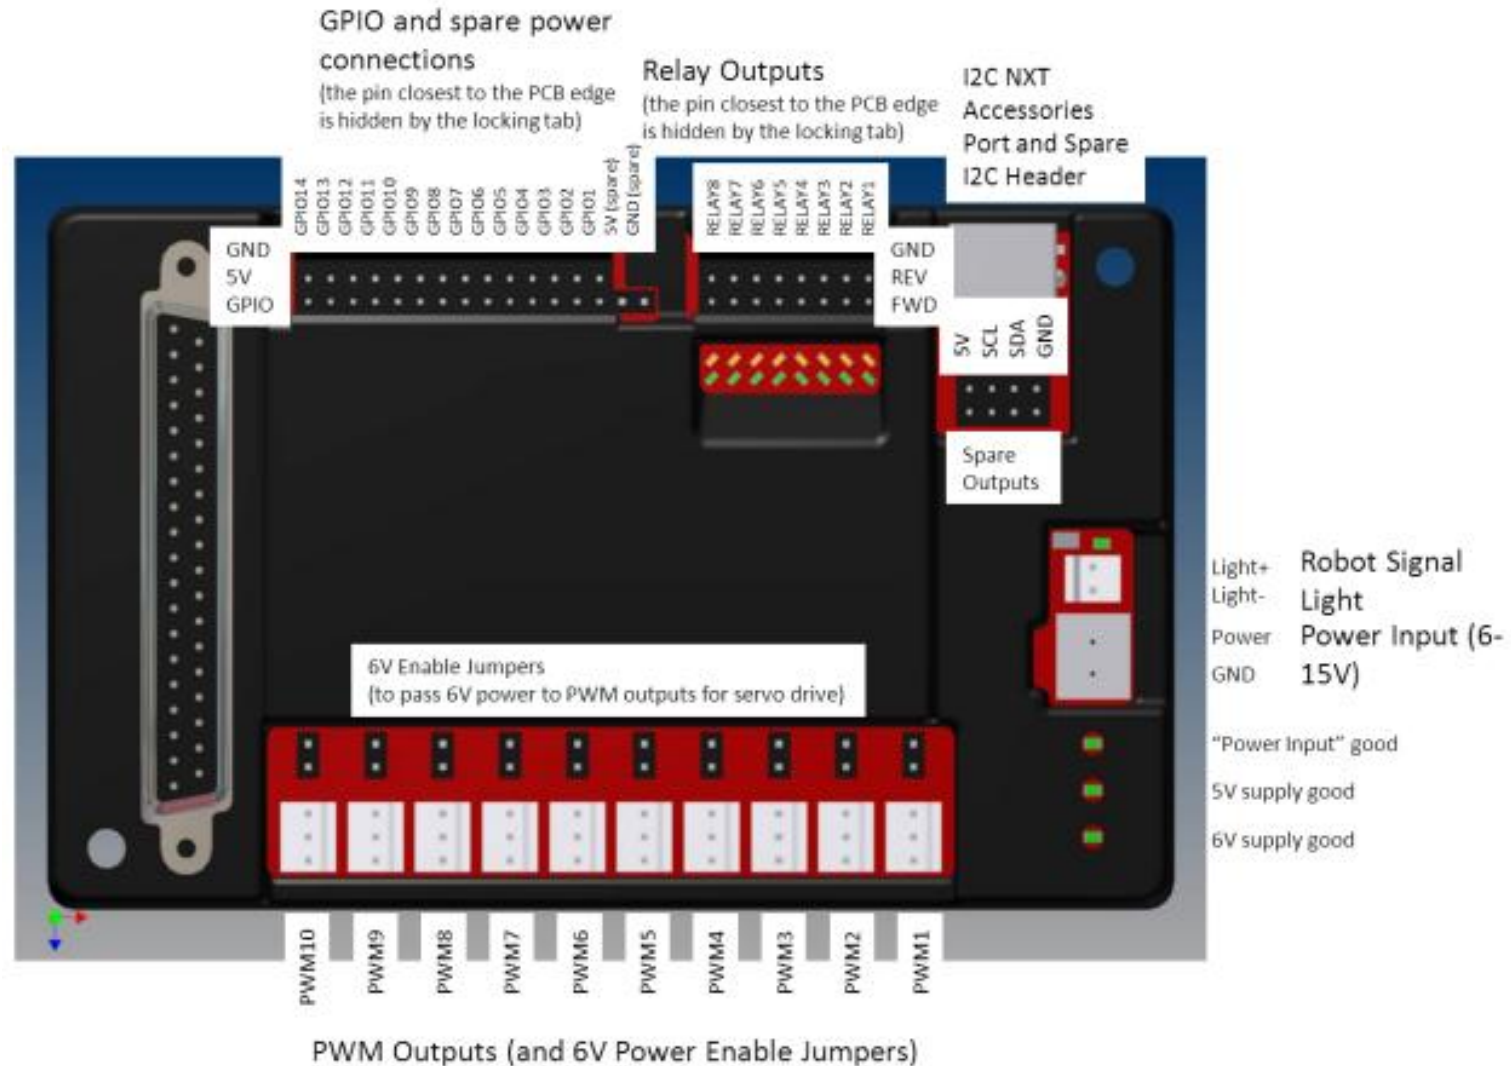 GPIO and spare power
connections
(the pin closest to the PCB edge
is hidden by the locking tab)
Relay Outputs
(the pin closest to the PCB edge
is hidden by the locking tab)
I2C NXT
Accessories
Port and Spare
I2C Header
GPIO14
GPIO13
GPIO12
GPIO11
GPIO10
GPIO9
GPIO8
GPIO7
GPIO6
GPIO5
GPIO4
GPIO3
GPIO2
GPIO1
5V (spare)
GND (spare)
RELAY8
RELAY7
RELAY6
RELAY5
RELAY4
RELAY3
RELAY2
RELAY1
GND
5V
GPIO
GND
REV
FWD
5V
SCL
SDA
GND
Spare
Outputs
Light+
Light-
Power
GND
Robot Signal
Light
Power Input (6-
15V)
6V Enable Jumpers
(to pass 6V power to PWM outputs for servo drive)
"Power Input" good
5V supply good
6V supply good
PWM10
PWM9
PWM8
PWM7
PWM6
PWM5
PWM4
PWM3
PWM2
PWM1
PWM Outputs (and 6V Power Enable Jumpers)